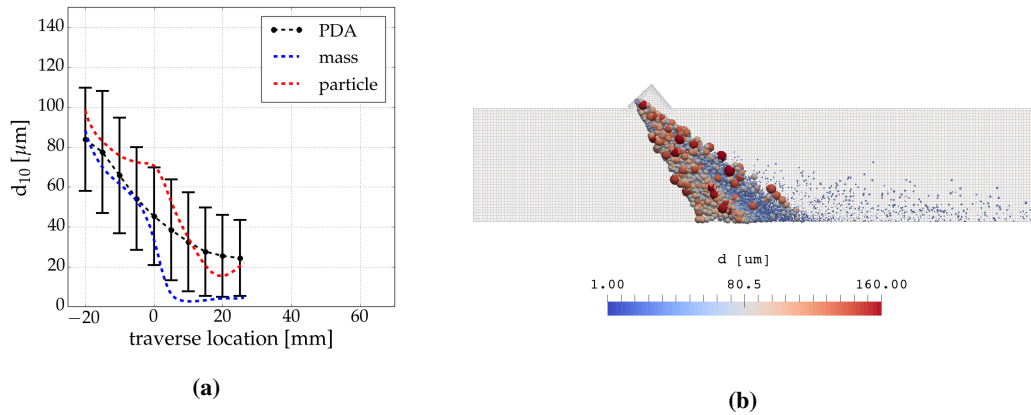 140
120
100
80
60
40
20
0
d10 [µm]
−20 0 20 40 60
traverse location [mm]
PDA
mass
particle
(a)
d [um]
1.00 80.5 160.000
(b)